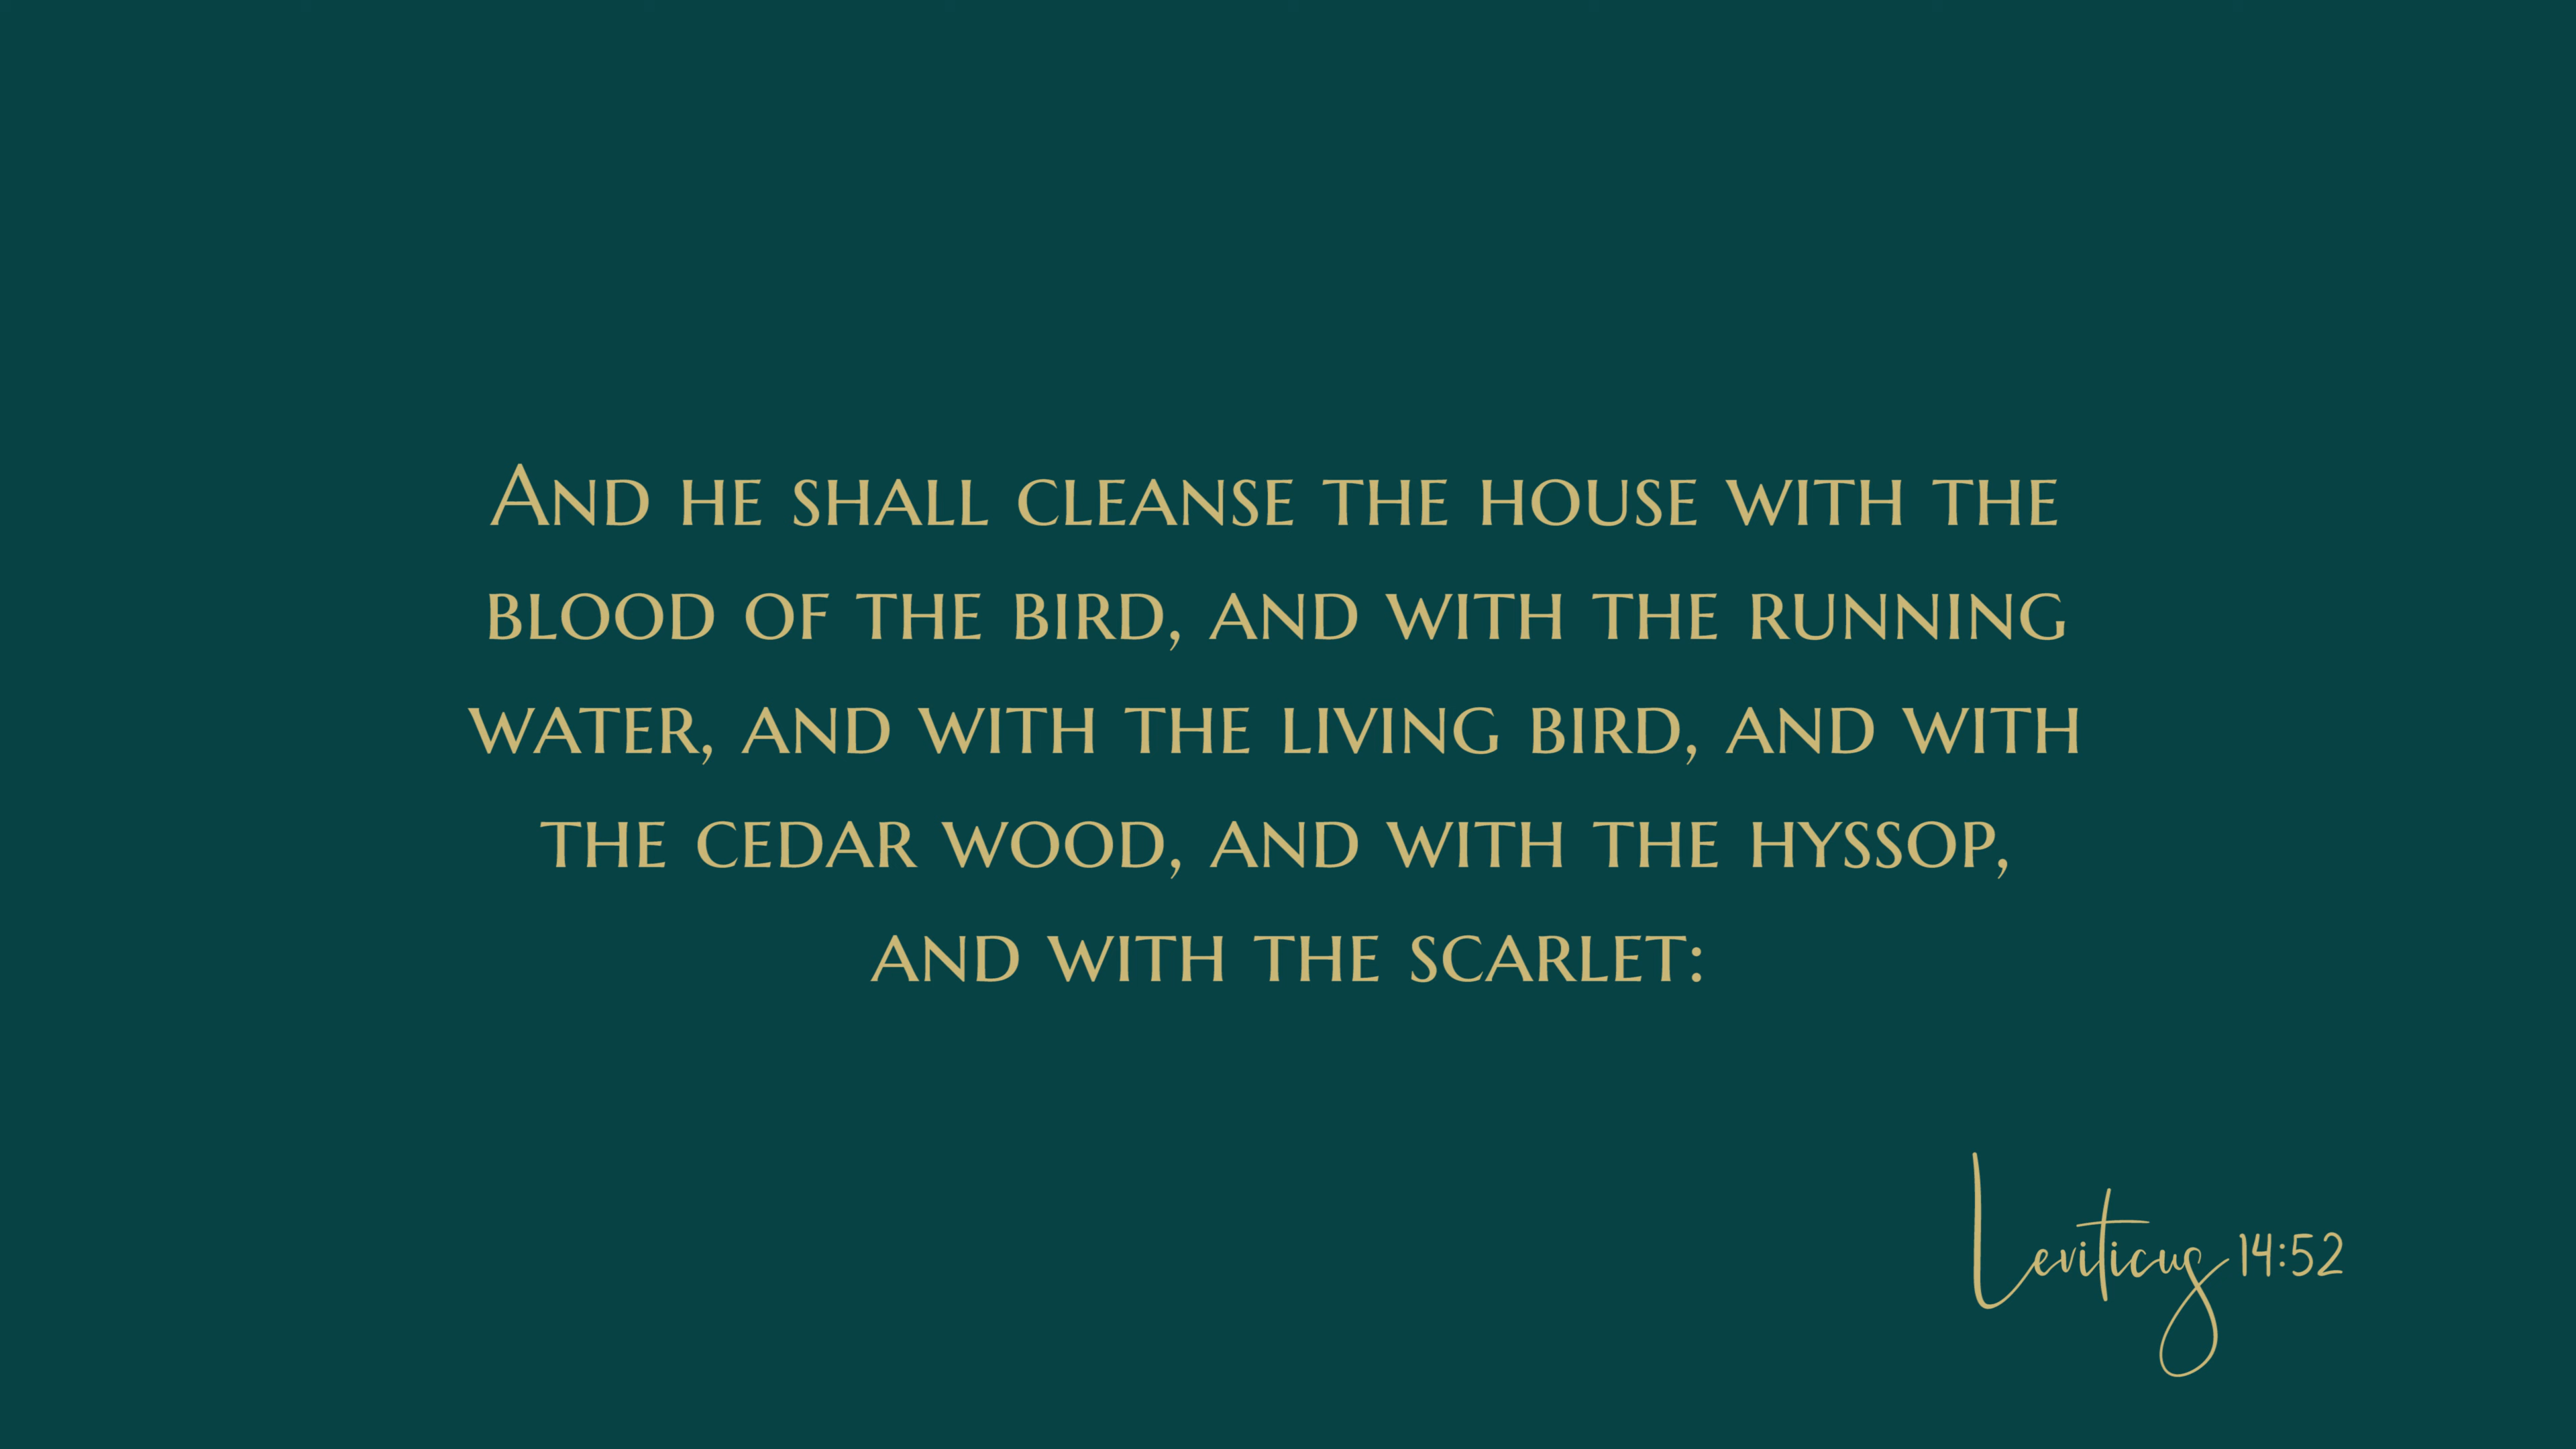 And he shall cleanse the house with the
blood of the bird, and with the running
water, and with the living bird, and with
the cedar wood, and with the hyssop,
and with the scarlet:
Leviticus 14:52